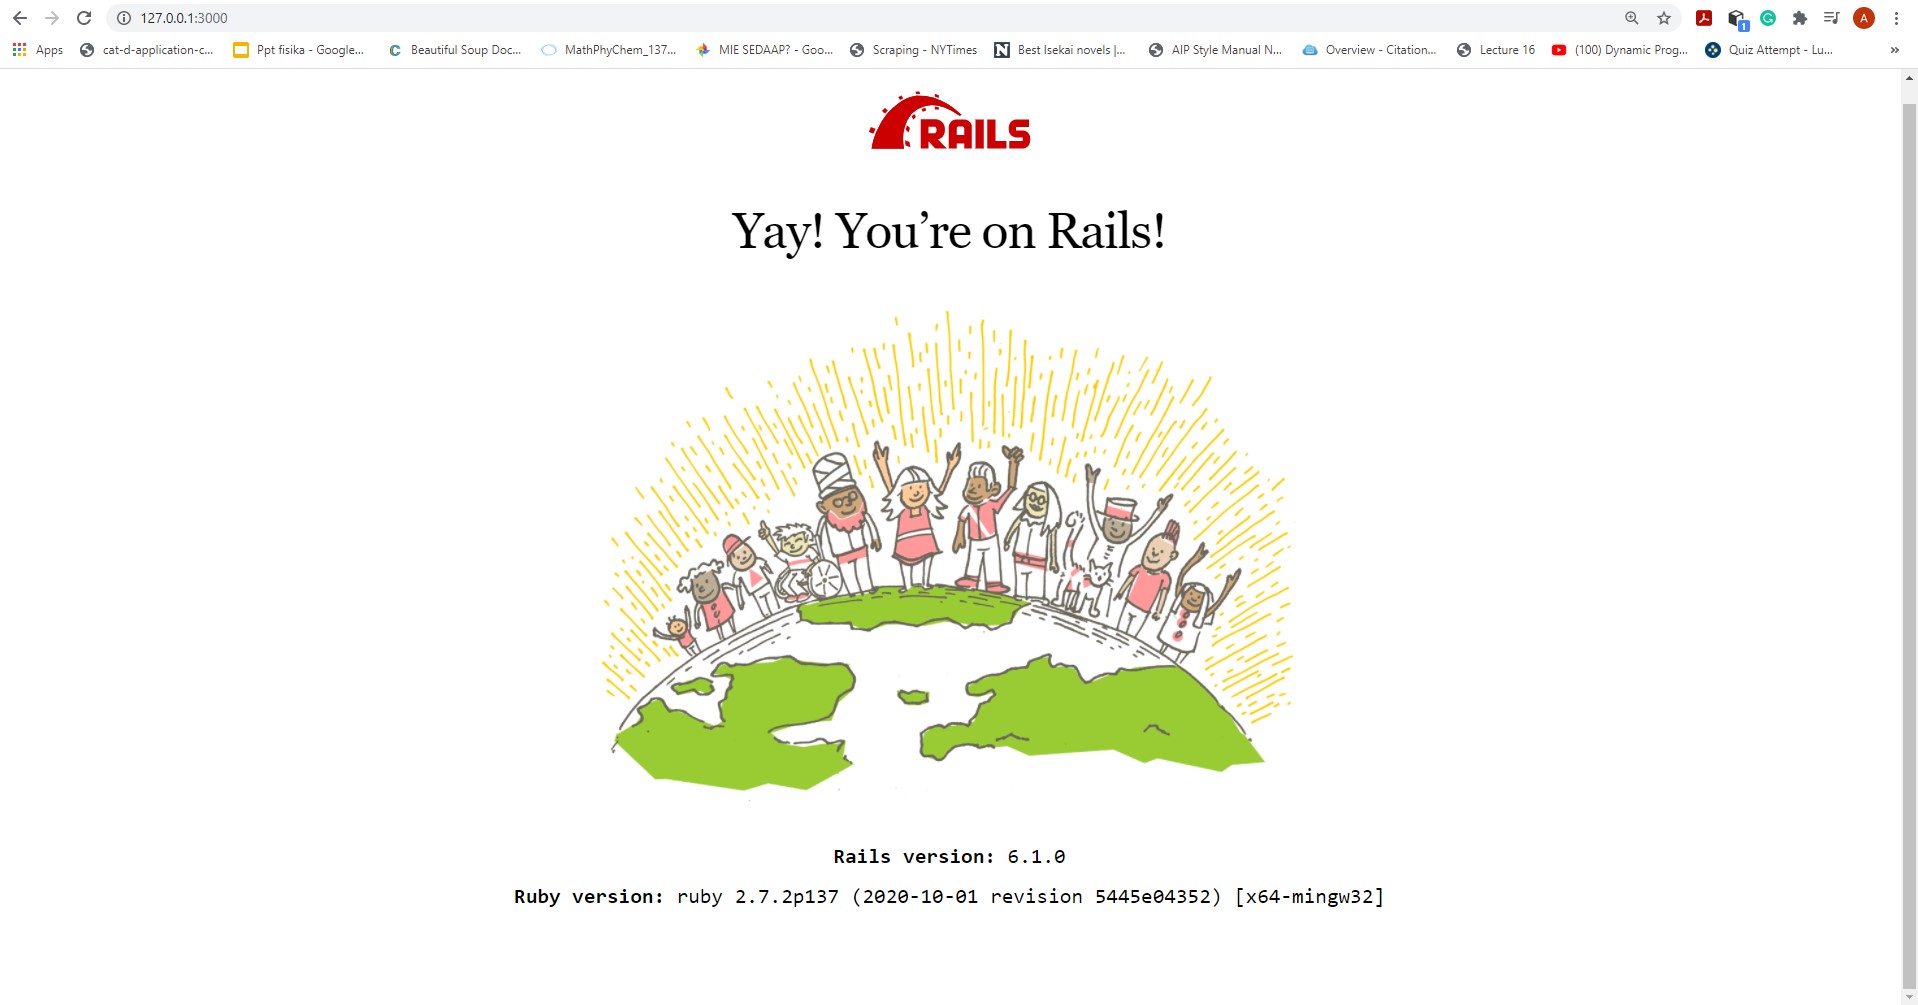 127.0.0.1:3000
A
1
Apps cat-d-application-c... Ppt fisika - Google... Beautiful Soup Doc... MathPhyChem_137... MIE SEDAAP? - Goo... Scraping - NYTimes Best Isekai novels |... AIP Style Manual N... Overview - Citation... Lecture 16 (100) Dynamic Prog... Quiz Attempt - Lu... »
RAILS
Yay! You’re on Rails!
Rails version: 6.1.0
Ruby version: ruby 2.7.2p137 (2020-10-01 revision 5445e04352) [x64-mingw32]